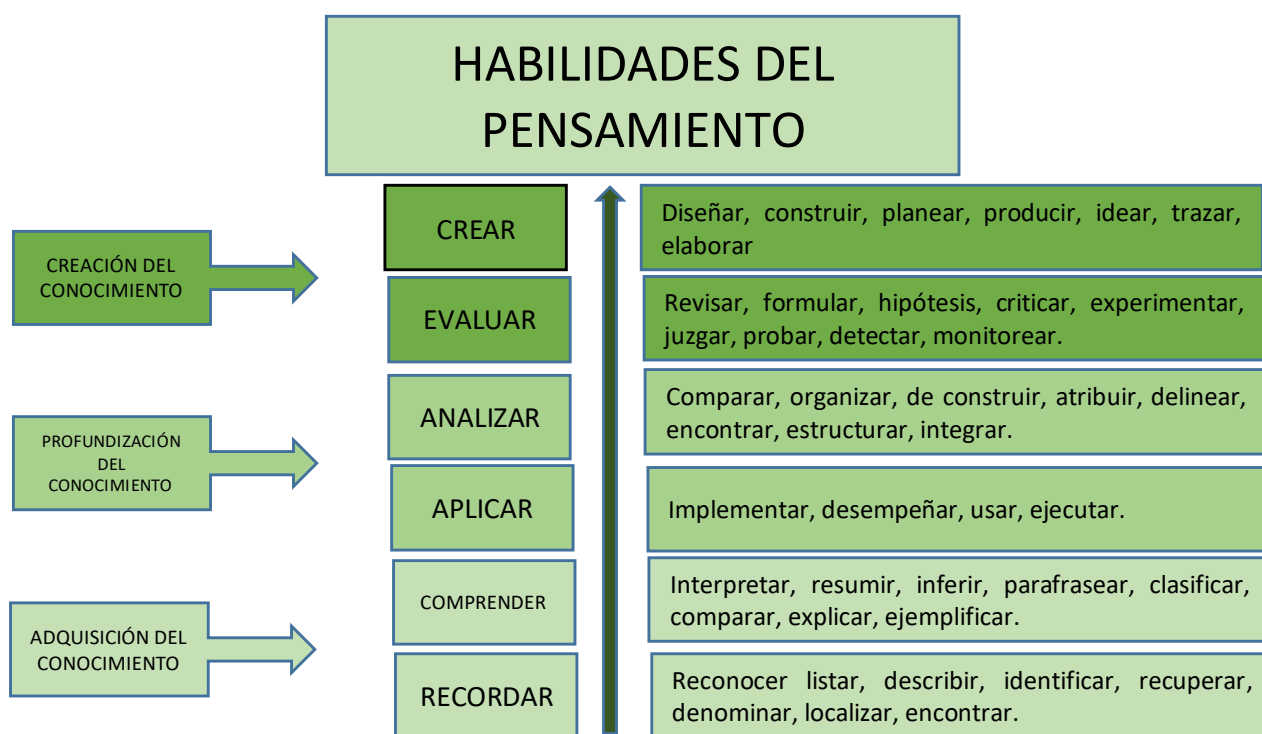 HABILIDADES DEL
PENSAMIENTO
CREACIÓN DEL
CONOCIMIENTO
CREAR
Diseñar, construir, planear, producir, idear, trazar,
elaborar
EVALUAR
Revisar, formular, hipótesis, criticar, experimentar,
juzgar, probar, detectar, monitorear.
PROFUNDIZACIÓN
DEL
CONOCIMIENTO
ANALIZAR
Comparar, organizar, de construir, atribuir, delinear,
encontrar, estructurar, integrar.
APLICAR
Implementar, desempeñar, usar, ejecutar.
ADQUISICIÓN DEL
CONOCIMIENTO
COMPRENDER
Interpretar, resumir, inferir, parafrasear, clasificar,
comparar, explicar, ejemplificar.
RECORDAR
Reconocer listar, describir, identificar, recuperar,
denominar, localizar, encontrar.